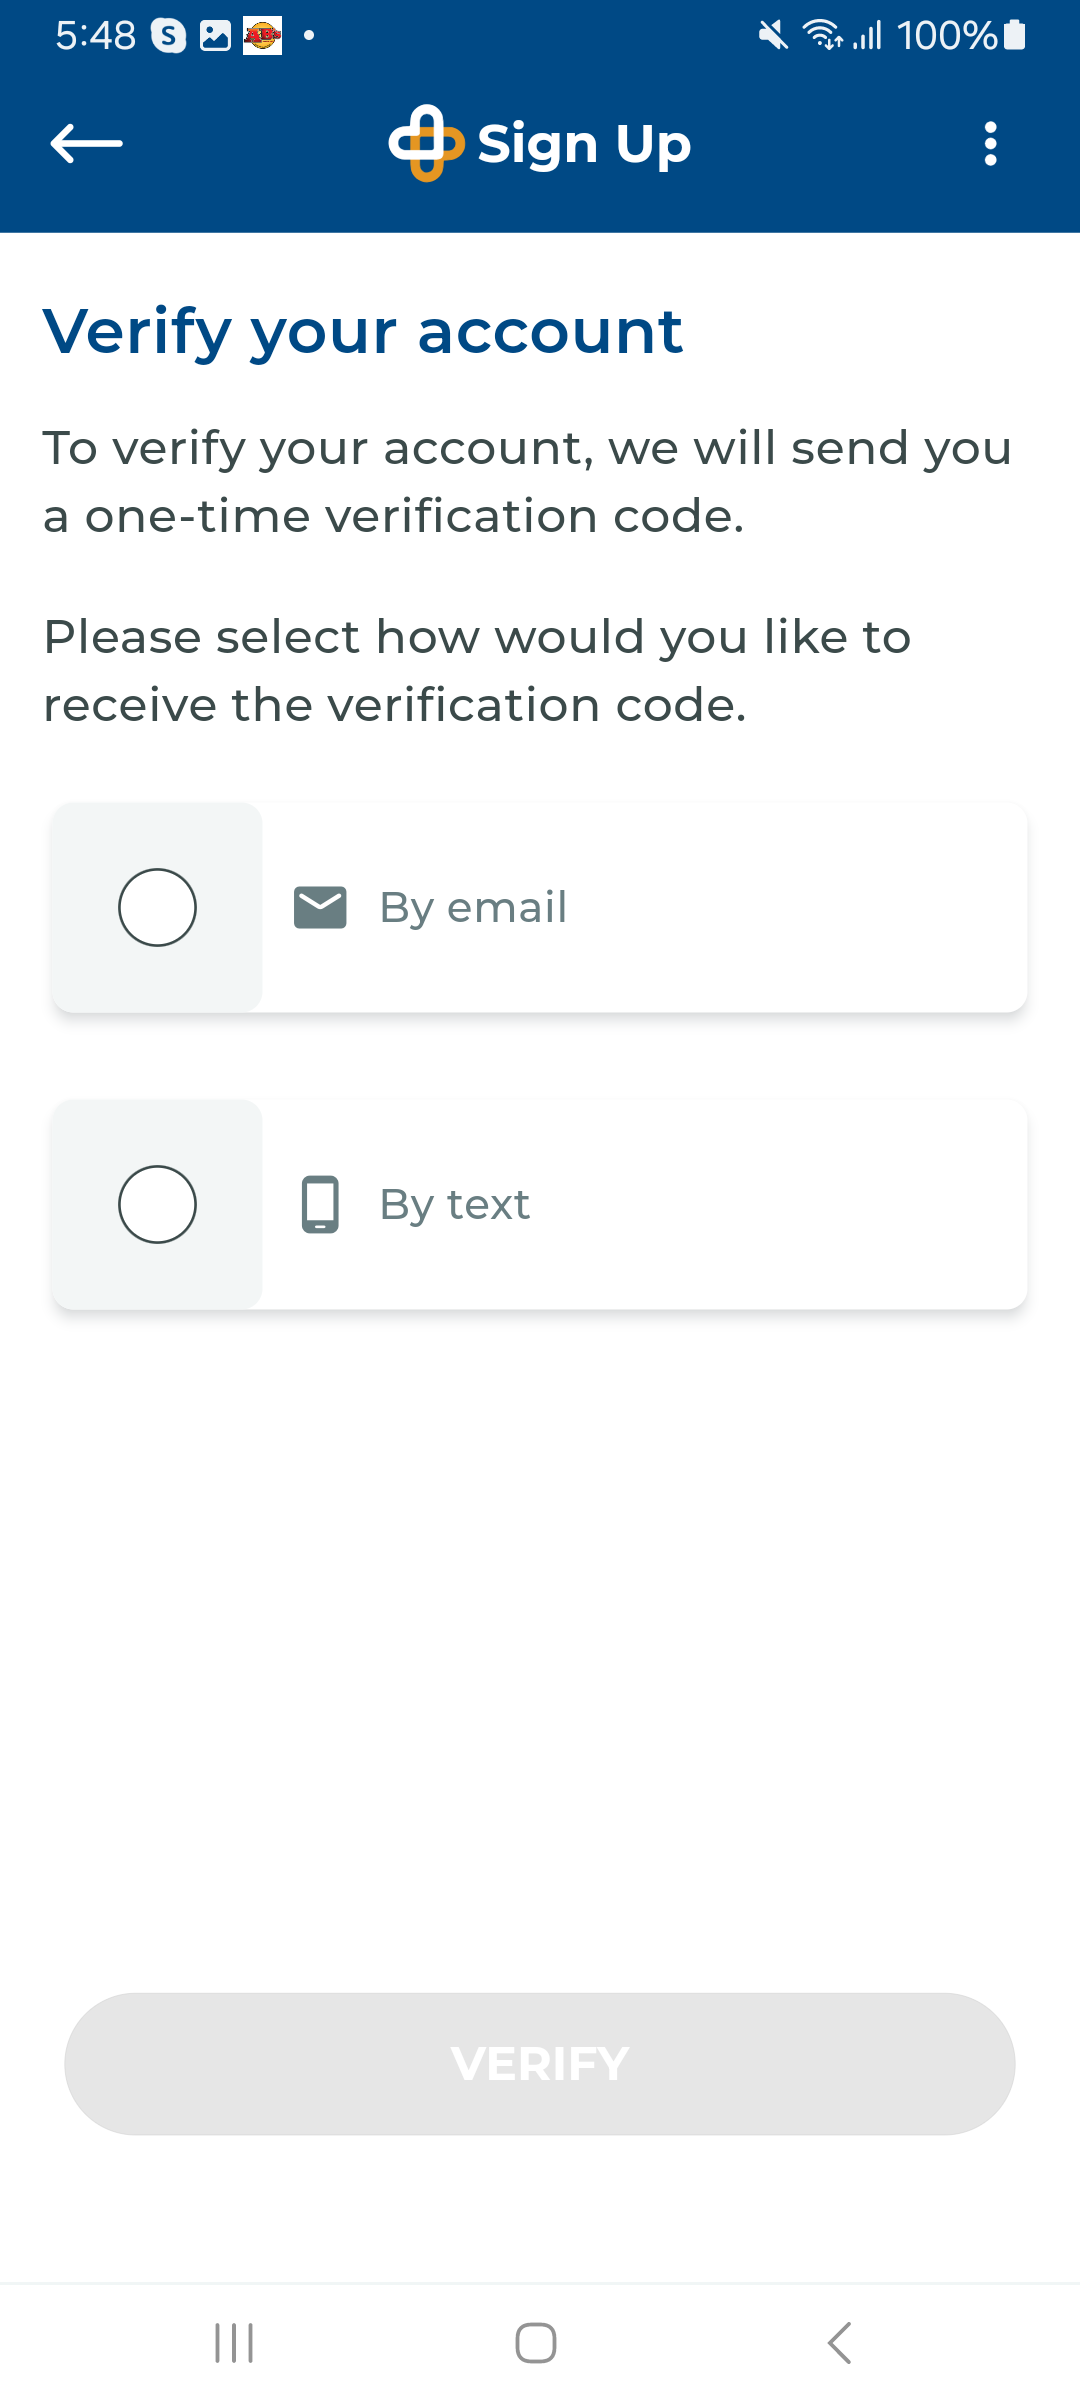 5:48 S ABs 100%
Sign Up
Verify your account
To verify your account, we will send you
a one-time verification code.
Please select how would you like to
receive the verification code.
By email
By text
VERIFY